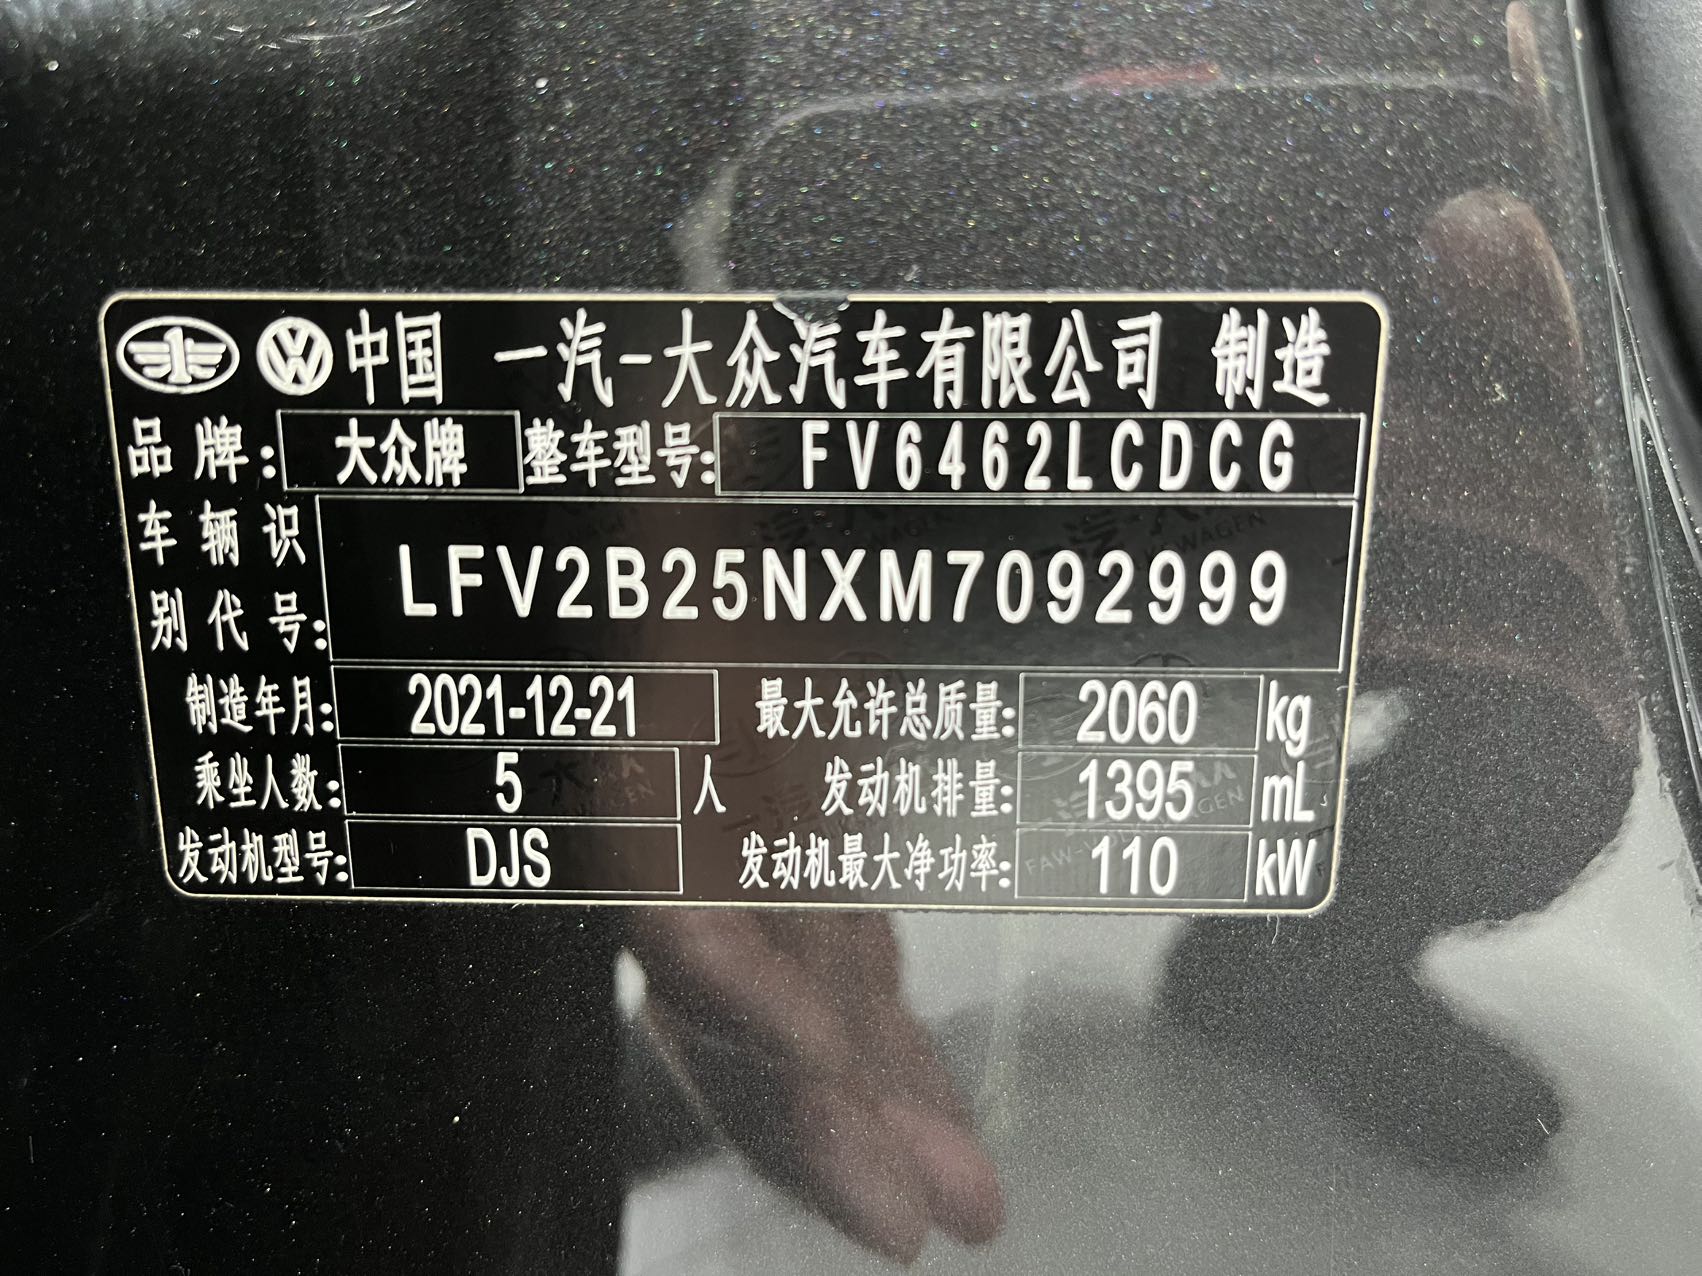 中国 一汽-大众汽车有限公司 制造
品牌: 大众牌 整车型号: FV6462LCDCG
车辆识别代号: LFV2B25NXM7092999
制造年月: 2021-12-21 最大允许总质量: 2060 kg
乘坐人数: 5 人 发动机排量: 1395 mL
发动机型号: DJS 发动机最大净功率: 110 kW